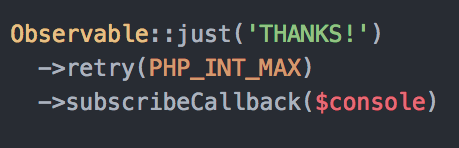 Observable::just('THANKS!')
->retry(PHP_INT_MAX)
->subscribeCallback($console)